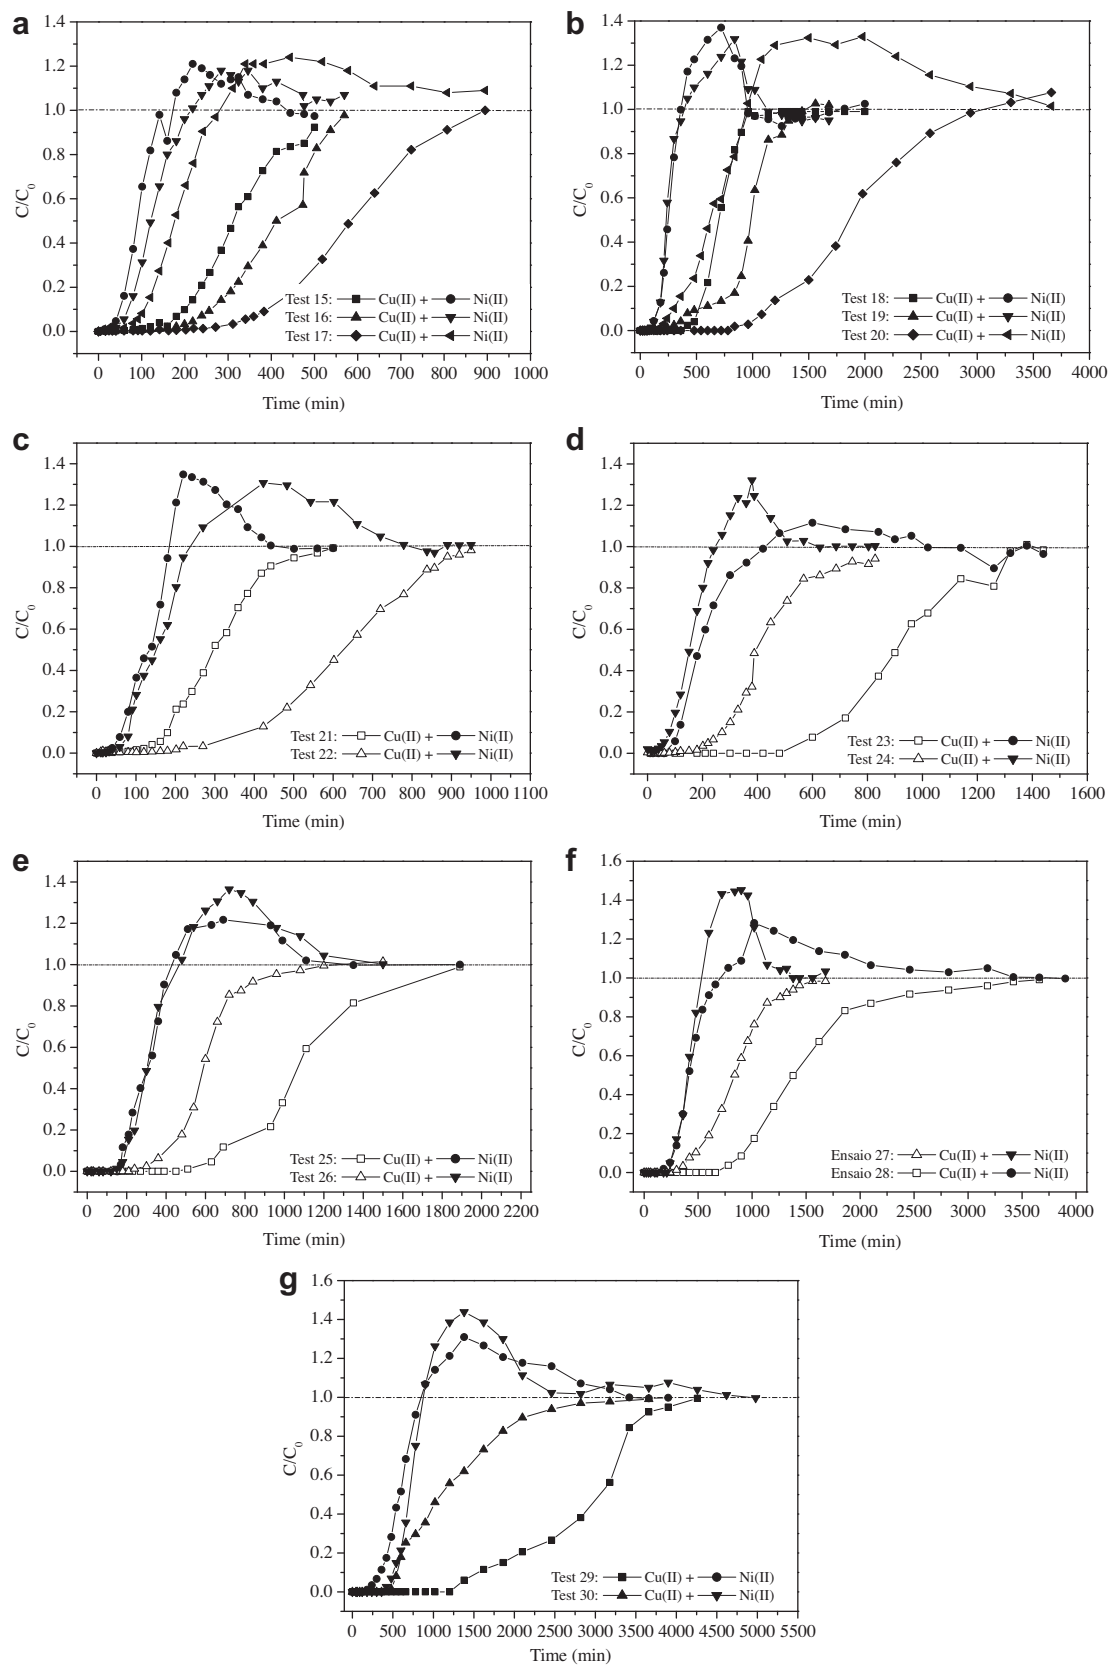 a
1.4
1.2
1.0
0.8
0.6
0.4
0.2
0.0
C/C0
Test 15: Cu(II) + Ni(II)
Test 16: Cu(II) + Ni(II)
Test 17: Cu(II) + Ni(II)
0 100 200 300 400 500 600 700 800 900 1000
Time (min)
b
1.4
1.2
1.0
0.8
0.6
0.4
0.2
0.0
C/C0
Test 18: Cu(II) + Ni(II)
Test 19: Cu(II) + Ni(II)
Test 20: Cu(II) + Ni(II)
0 500 1000 1500 2000 2500 3000 3500 4000
Time (min)
c
1.4
1.2
1.0
0.8
0.6
0.4
0.2
0.0
C/C0
Test 21: Cu(II) + Ni(II)
Test 22: Cu(II) + Ni(II)
0 100 200 300 400 500 600 700 800 900 1000 1100
Time (min)
d
1.4
1.2
1.0
0.8
0.6
0.4
0.2
0.0
C/C0
Test 23: Cu(II) + Ni(II)
Test 24: Cu(II) + Ni(II)
0 200 400 600 800 1000 1200 1400 1600
Time (min)
e
1.4
1.2
1.0
0.8
0.6
0.4
0.2
0.0
C/C0
Test 25: Cu(II) + Ni(II)
Test 26: Cu(II) + Ni(II)
0 200 400 600 800 1000 1200 1400 1600 1800 2000 2200
Time (min)
f
1.6
1.4
1.2
1.0
0.8
0.6
0.4
0.2
0.0
C/C0
Ensaio 27: Cu(II) + Ni(II)
Ensaio 28: Cu(II) + Ni(II)
0 500 1000 1500 2000 2500 3000 3500 4000
Time (min)
g
1.6
1.4
1.2
1.0
0.8
0.6
0.4
0.2
0.0
C/C0
Test 29: Cu(II) + Ni(II)
Test 30: Cu(II) + Ni(II)
0 500 1000 1500 2000 2500 3000 3500 4000 4500 5000 5500
Time (min)